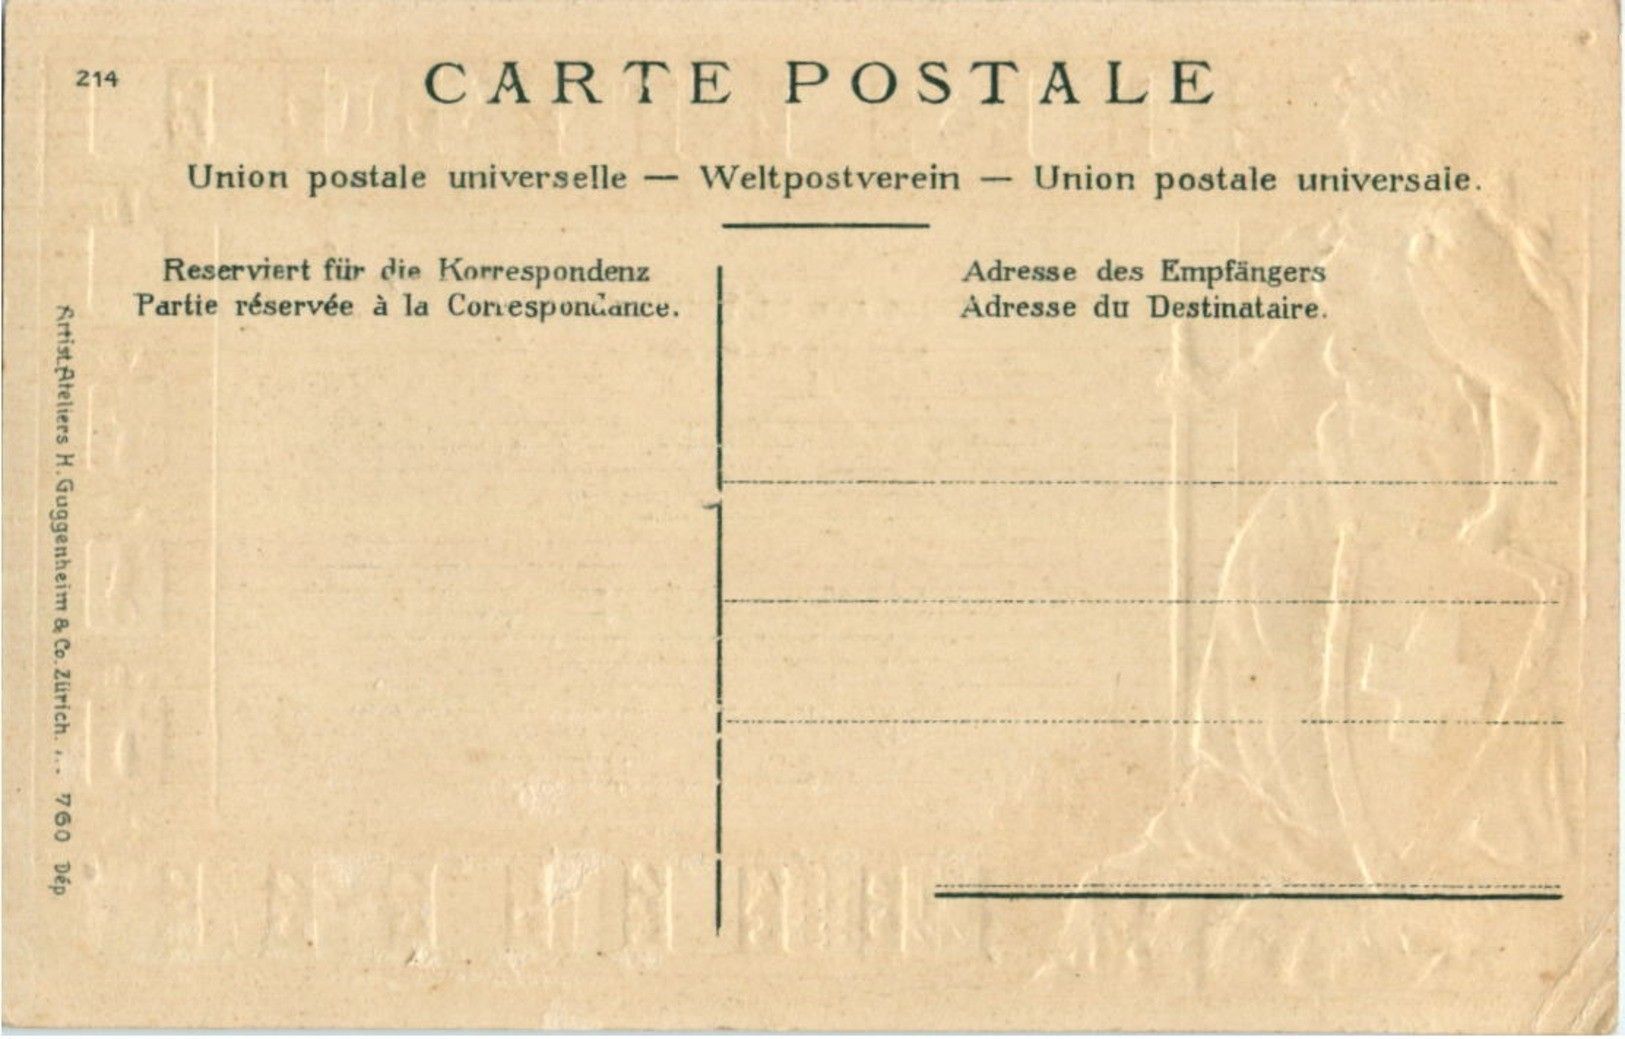 214
CARTE POSTALE
Union postale universelle — Weltpostverein — Union postale universale.
Reserviert für die Korrespondenz
Partie réservée à la Correspondance.
Adresse des Empfängers
Adresse du Destinataire.
Artist. Ateliers H. Guggenheim & Co. Zürich. ... 760 Dép